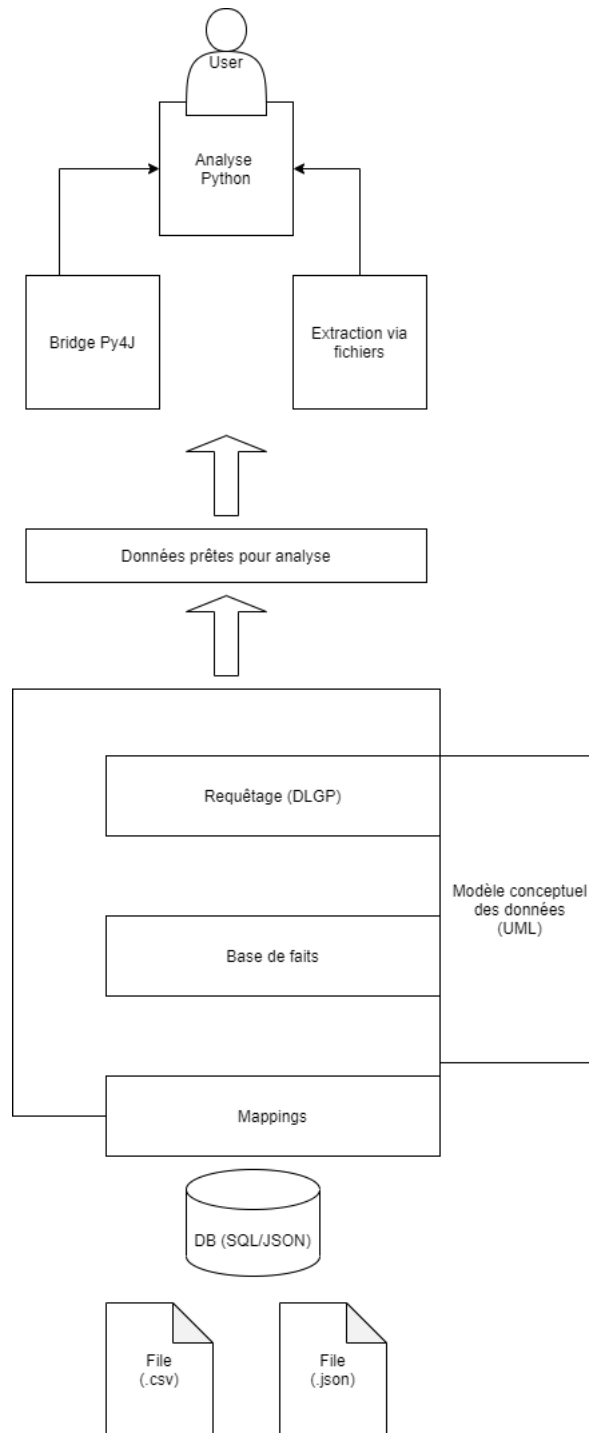 User
Analyse
Python
Bridge Py4J
Extraction via
fichiers
Données prêtes pour analyse
Requêtage (DLGP)
Modèle conceptuel
des données
(UML)
Base de faits
Mappings
DB (SQL/JSON)
File
(.csv)
File
(.json)